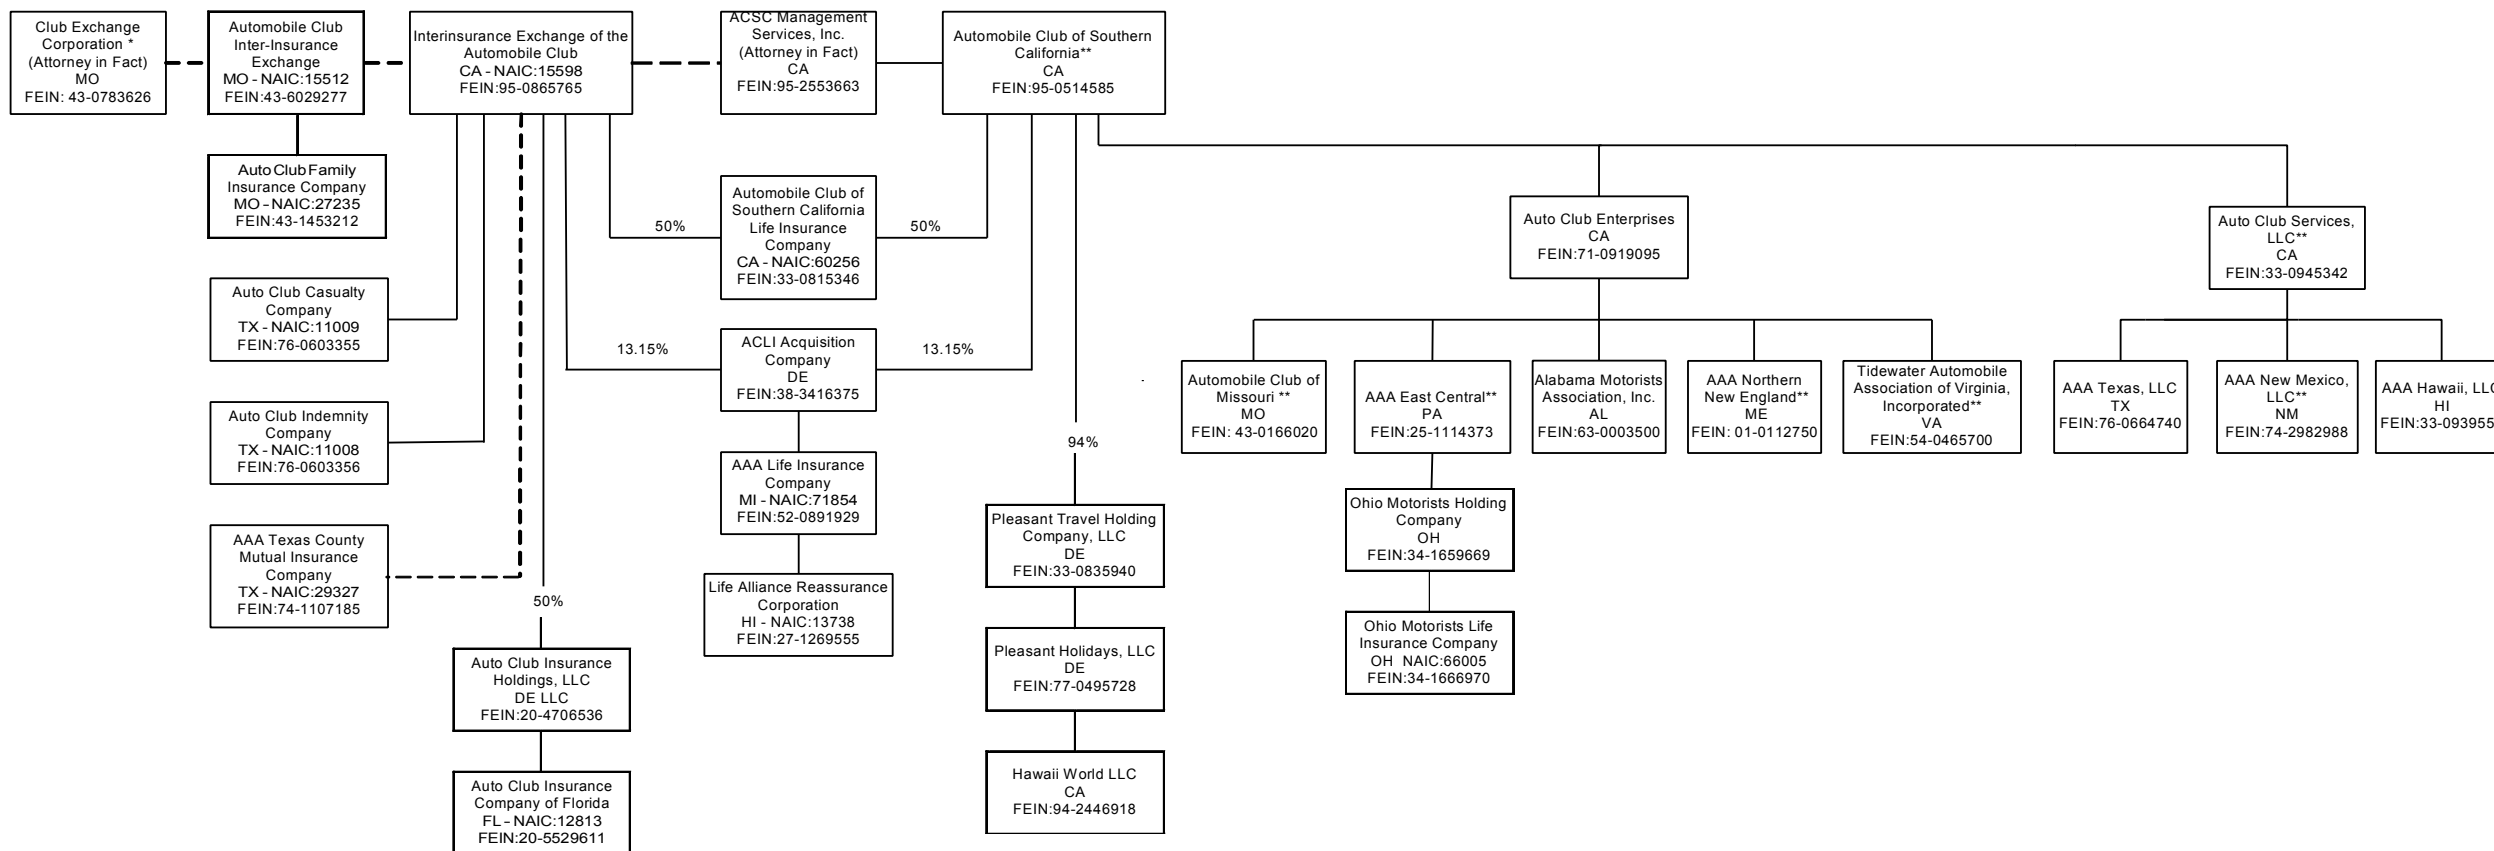 Club Exchange
Corporation *
(Attorney in Fact)
MO
FEIN: 43-0783626
Automobile Club
Inter-Insurance
Exchange
MO - NAIC:15512
FEIN:43-6029277
Interinsurance Exchange of the
Automobile Club
CA - NAIC:15598
FEIN:95-0865765
ACSC Management
Services, Inc.
(Attorney in Fact)
CA
FEIN:95-2553663
Automobile Club of Southern
California**
CA
FEIN:95-0514585
Auto Club Family
Insurance Company
MO - NAIC:27235
FEIN:43-1453212
Automobile Club of
Southern California
Life Insurance
Company
CA - NAIC:60256
FEIN:33-0815346
50%
50%
Auto Club Enterprises
CA
FEIN:71-0919095
Auto Club Services,
LLC**
CA
FEIN:33-0945342
Auto Club Casualty
Company
TX - NAIC:11009
FEIN:76-0603355
13.15%
ACLI Acquisition
Company
DE
FEIN:38-3416375
13.15%
Automobile Club of
Missouri **
MO
FEIN: 43-0166020
AAA East Central**
PA
FEIN:25-1114373
Alabama Motorists
Association, Inc.
AL
FEIN:63-0003500
AAA Northern
New England**
ME
FEIN: 01-0112750
Tidewater Automobile
Association of Virginia,
Incorporated**
VA
FEIN:54-0465700
AAA Texas, LLC
TX
FEIN:76-0664740
AAA New Mexico,
LLC**
NM
FEIN:74-2982988
AAA Hawaii, LLC
HI
FEIN:33-093955
Auto Club Indemnity
Company
TX - NAIC:11008
FEIN:76-0603356
AAA Life Insurance
Company
MI - NAIC:71854
FEIN:52-0891929
94%
Pleasant Travel Holding
Company, LLC
DE
FEIN:33-0835940
Ohio Motorists Holding
Company
OH
FEIN:34-1659669
AAA Texas County
Mutual Insurance
Company
TX - NAIC:29327
FEIN:74-1107185
Life Alliance Reassurance
Corporation
HI - NAIC:13738
FEIN:27-1269555
50%
Auto Club Insurance
Holdings, LLC
DE LLC
FEIN:20-4706536
Pleasant Holidays, LLC
DE
FEIN:77-0495728
Ohio Motorists Life
Insurance Company
OH NAIC:66005
FEIN:34-1666970
Auto Club Insurance
Company of Florida
FL - NAIC:12813
FEIN:20-5529611
Hawaii World LLC
CA
FEIN:94-2446918